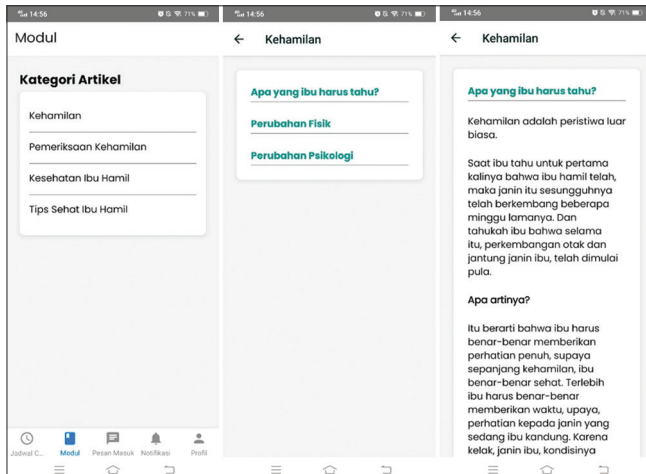 14:56
71%
Modul
Kategori Artikel
Kehamilan
Pemeriksaan Kehamilan
Kesehatan Ibu Hamil
Tips Sehat Ibu Hamil
Jadwal C...
Modul
Pesan Masuk
Notifikasi
Profil
14:56
71%
Kehamilan
Apa yang ibu harus tahu?
Perubahan Fisik
Perubahan Psikologi
14:56
71%
Kehamilan
Apa yang ibu harus tahu?
Kehamilan adalah peristiwa luar
biasa.
Saat ibu tahu untuk pertama
kalinya bahwa ibu hamil telah,
maka janin itu sesungguhnya
telah berkembang beberapa
minggu lamanya. Dan
tahukah ibu bahwa selama
itu, perkembangan otak dan
jantung janin ibu, telah dimulai
pula.
Apa artinya?
Itu berarti bahwa ibu harus
benar-benar memberikan
perhatian penuh, supaya
sepanjang kehamilan, ibu
benar-benar sehat. Terlebih
ibu harus benar-benar
memberikan waktu, upaya,
perhatian kepada janin yang
sedang ibu kandung. Karena
kelak, janin ibu, kondisinya